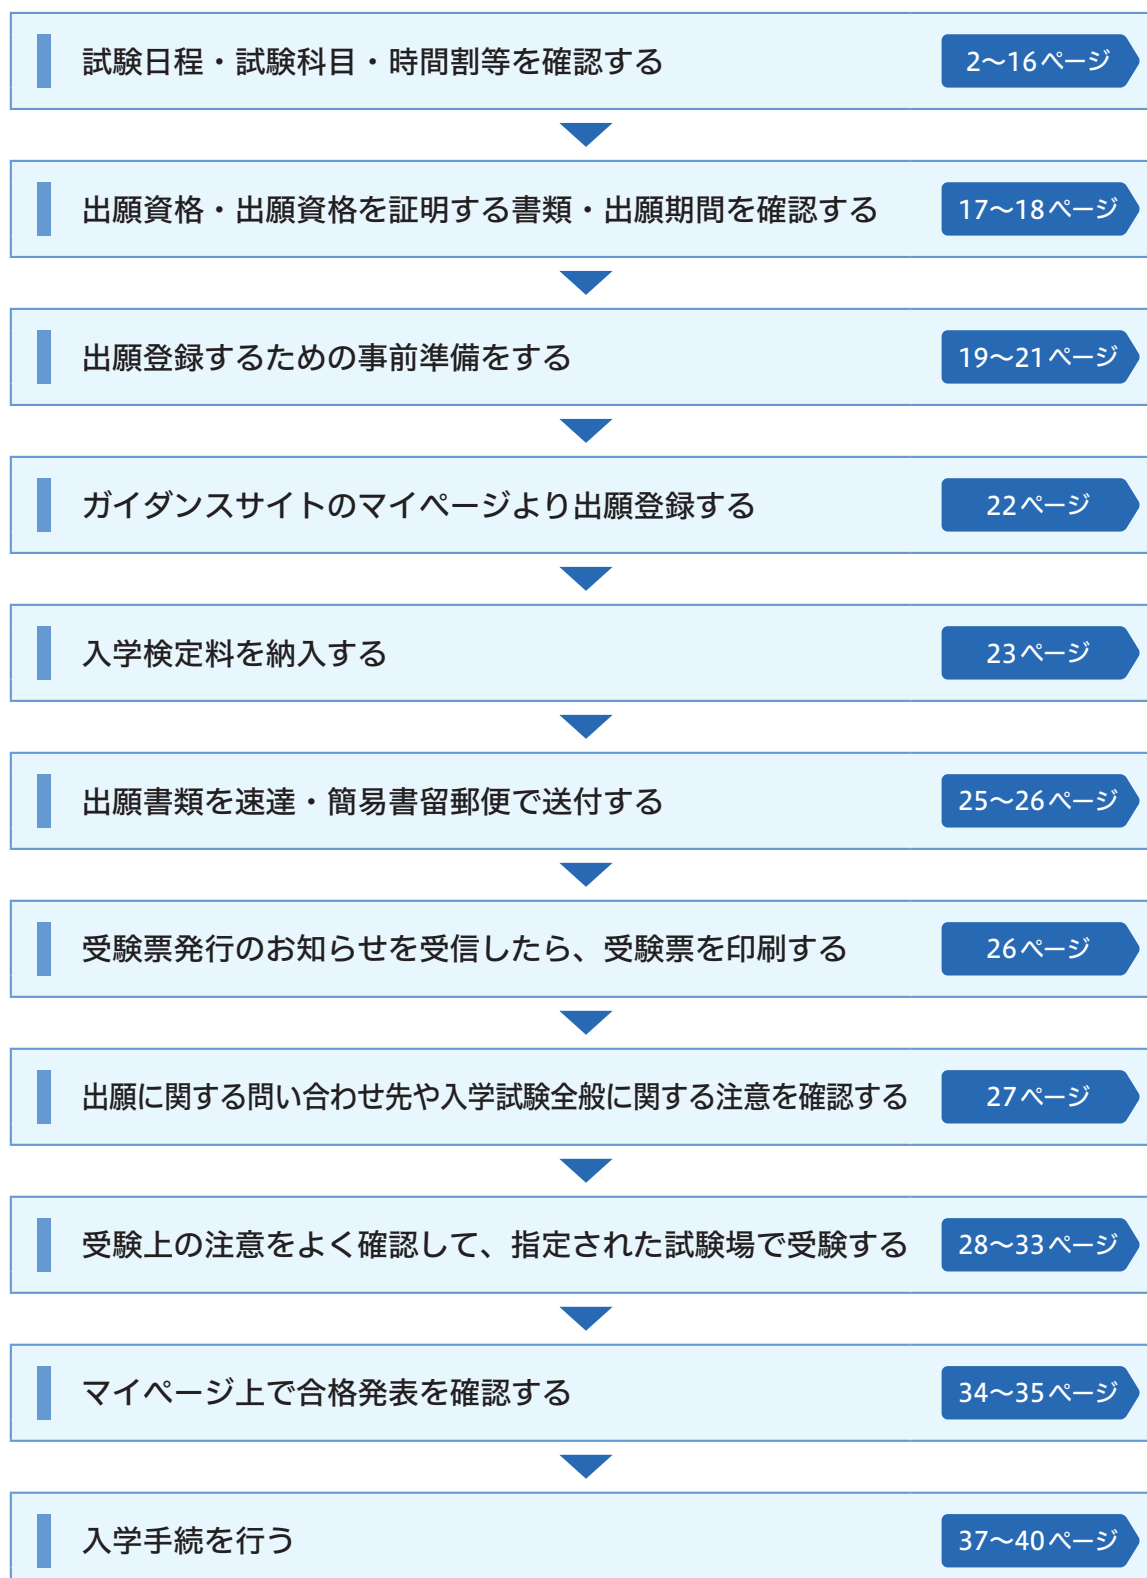 試験日程・試験科目・時間割等を確認する 2〜16ページ
出願資格・出願資格を証明する書類・出願期間を確認する 17〜18ページ
出願登録するための事前準備をする 19〜21ページ
ガイダンスサイトのマイページより出願登録する 22ページ
入学検定料を納入する 23ページ
出願書類を速達・簡易書留郵便で送付する 25〜26ページ
受験票発行のお知らせを受信したら、受験票を印刷する 26ページ
出願に関する問い合わせ先や入学試験全般に関する注意を確認する 27ページ
受験上の注意をよく確認して、指定された試験場で受験する 28〜33ページ
マイページ上で合格発表を確認する 34〜35ページ
入学手続を行う 37〜40ページ